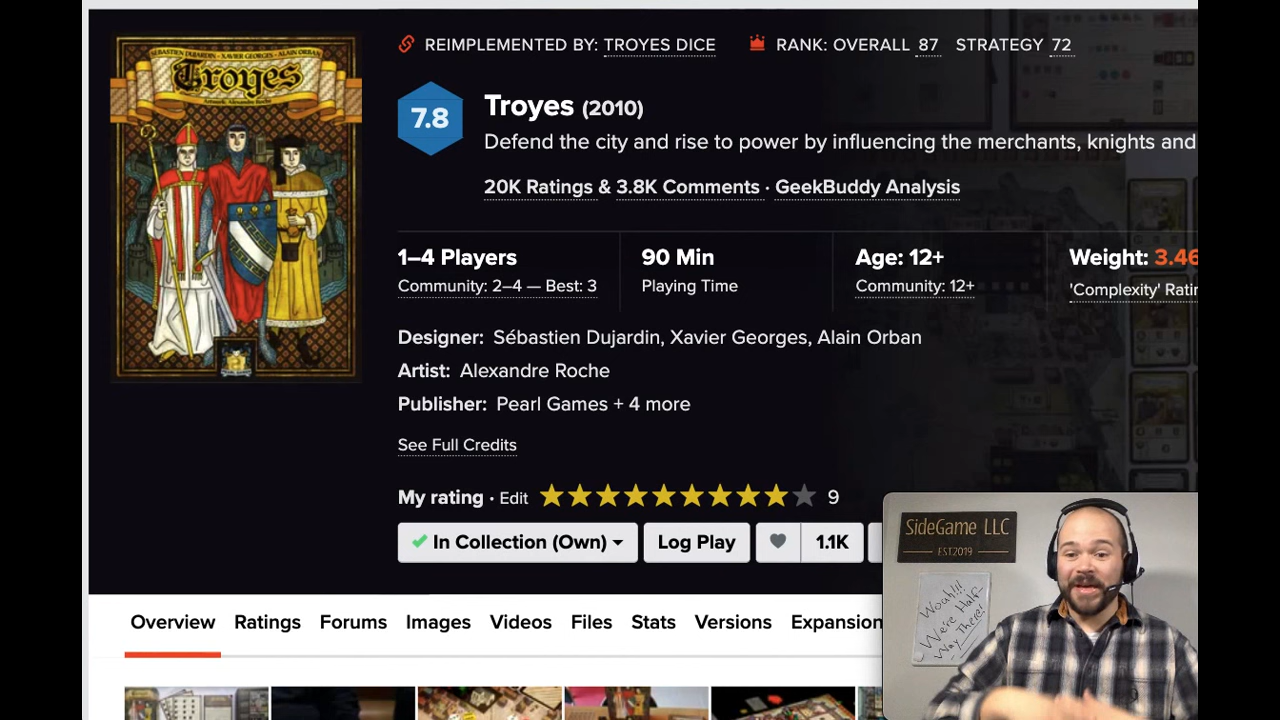 REIMPLEMENTED BY: TROYES DICE
RANK: OVERALL 87 STRATEGY 72
SÉBASTIEN DUJARDIN - XAVIER GEORGES - ALAIN ORBAN
Troyes
Artwork: Alexandre Roche
7.8
Troyes (2010)
Defend the city and rise to power by influencing the merchants, knights and
20K Ratings & 3.8K Comments · GeekBuddy Analysis
1–4 Players
Community: 2–4 — Best: 3
90 Min
Playing Time
Age: 12+
Community: 12+
Weight: 3.46
'Complexity' Ratin
Designer: Sébastien Dujardin, Xavier Georges, Alain Orban
Artist: Alexandre Roche
Publisher: Pearl Games + 4 more
See Full Credits
My rating · Edit 9
In Collection (Own)
Log Play
1.1K
SideGame LLC
EST.2019
Woah!!!
We're Half-
Way There!
Overview Ratings Forums Images Videos Files Stats Versions Expansion